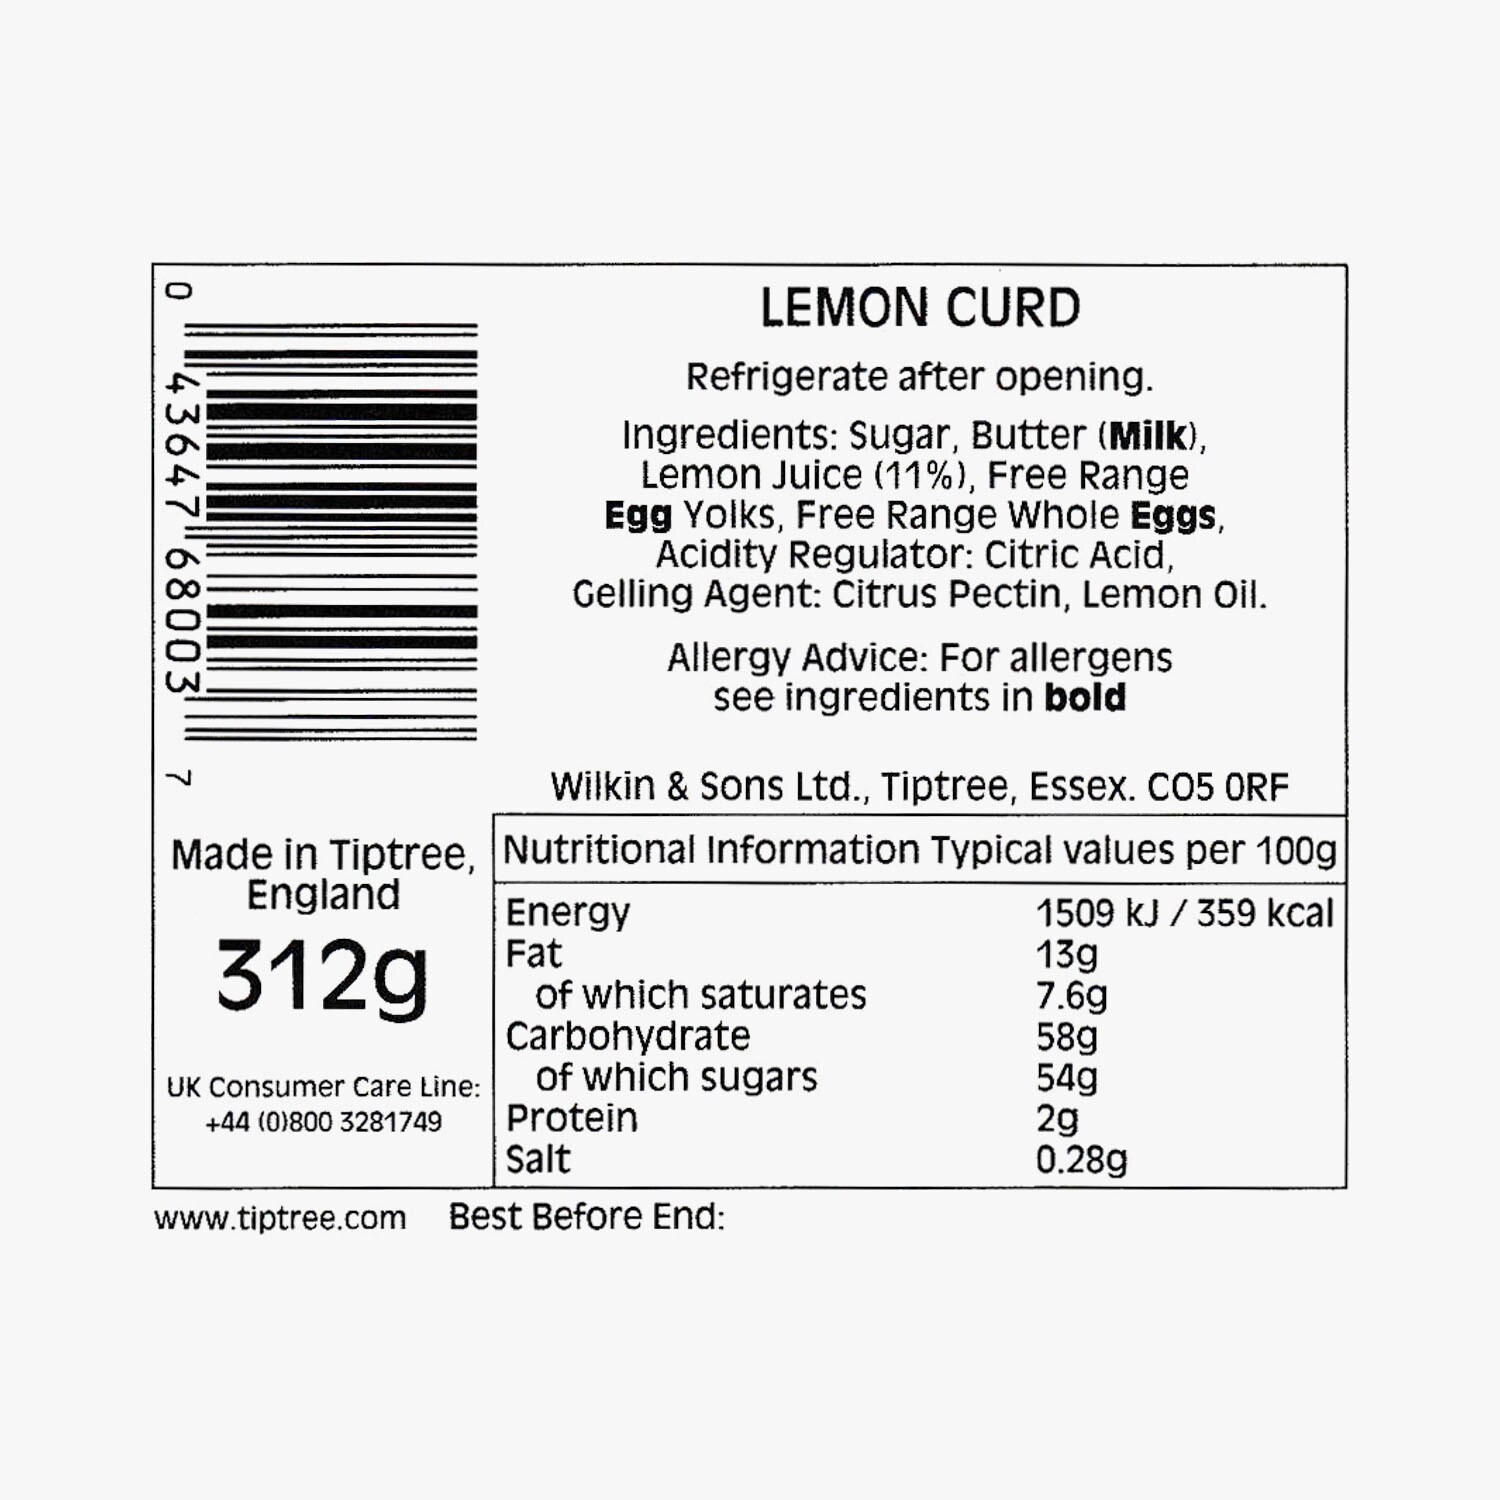 0 43647 68003 7
LEMON CURD
Refrigerate after opening.
Ingredients: Sugar, Butter (Milk),
Lemon Juice (11%), Free Range
Egg Yolks, Free Range Whole Eggs,
Acidity Regulator: Citric Acid,
Gelling Agent: Citrus Pectin, Lemon Oil.
Allergy Advice: For allergens
see ingredients in bold
Wilkin & Sons Ltd., Tiptree, Essex. CO5 0RF
Made in Tiptree,
England
312g
UK Consumer Care Line:
+44 (0)800 3281749
Nutritional Information Typical values per 100g
Energy 1509 kJ / 359 kcal
Fat 13g
of which saturates 7.6g
Carbohydrate 58g
of which sugars 54g
Protein 2g
Salt 0.28g
www.tiptree.com Best Before End: